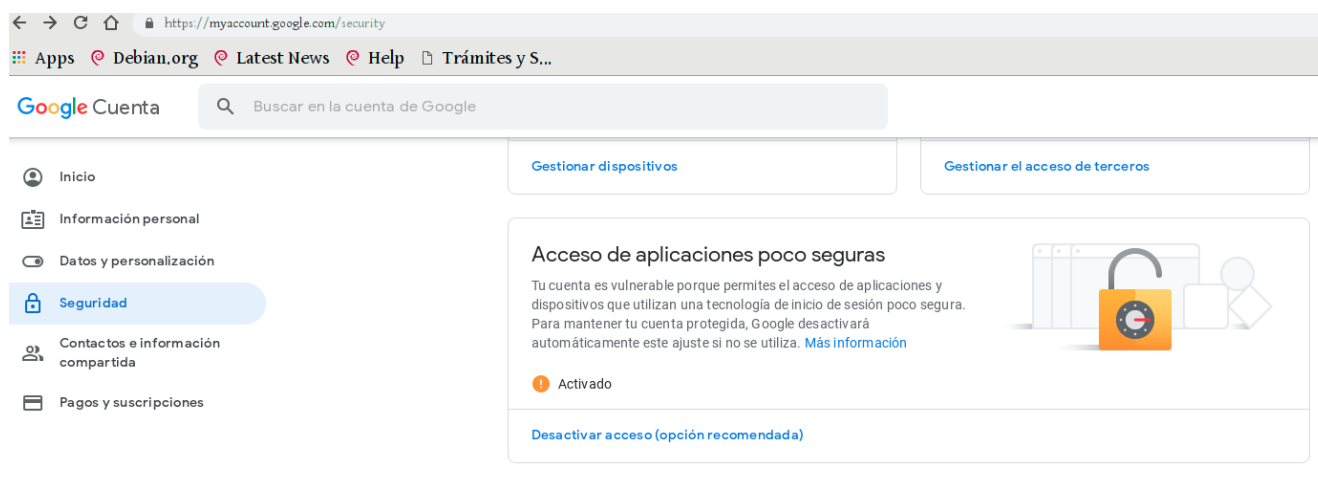 https://myaccount.google.com/security
Apps Debian.org Latest News Help Trámites y S...
Google Cuenta Buscar en la cuenta de Google
Inicio
Información personal
Datos y personalización
Seguridad
Contactos e información
compartida
Pagos y suscripciones
Gestionar dispositivos
Gestionar el acceso de terceros
Acceso de aplicaciones poco seguras
Tu cuenta es vulnerable porque permites el acceso de aplicaciones y
dispositivos que utilizan una tecnología de inicio de sesión poco segura.
Para mantener tu cuenta protegida, Google desactivará
automáticamente este ajuste si no se utiliza. Más información
Activado
Desactivar acceso (opción recomendada)